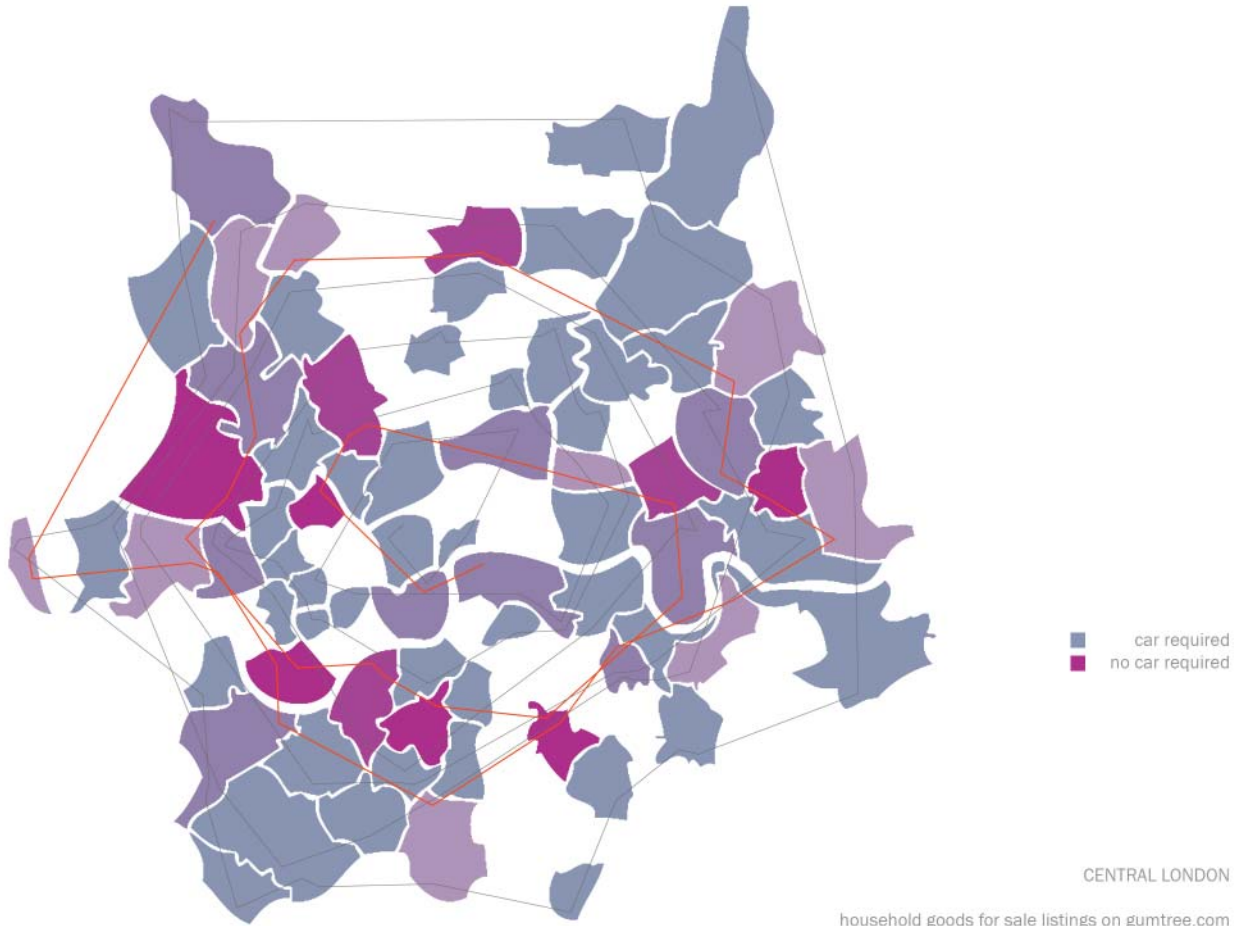 car required
no car required
CENTRAL LONDON
household goods for sale listings on gumtree.com